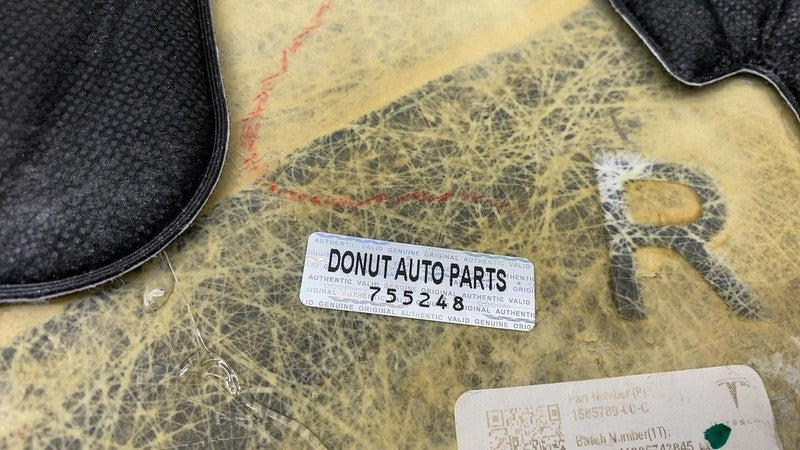 DONUT AUTO PARTS
755248
R
Part Number(P)
1585789-00-C
Batch Number(1T):